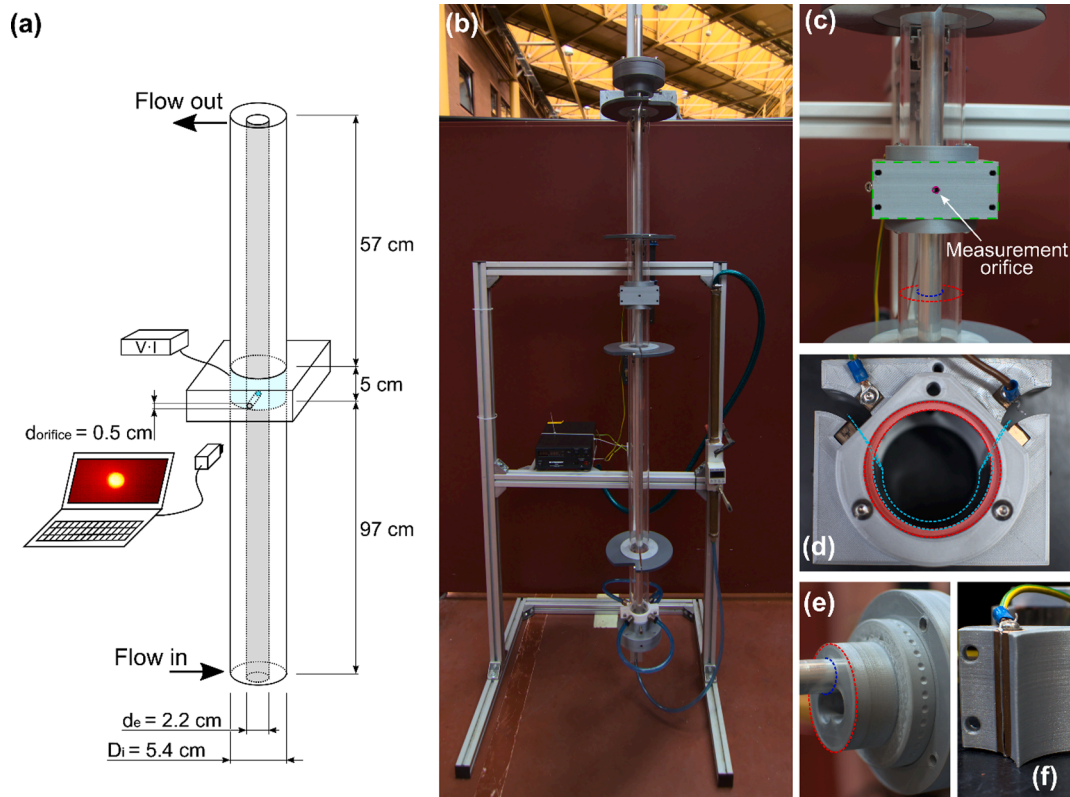 (a)
Flow out
57 cm
V·I
5 cm
dorifice = 0.5 cm
97 cm
Flow in
de = 2.2 cm
Di = 5.4 cm
(b)
(c)
Measurement
orifice
(d)
(e)
(f)